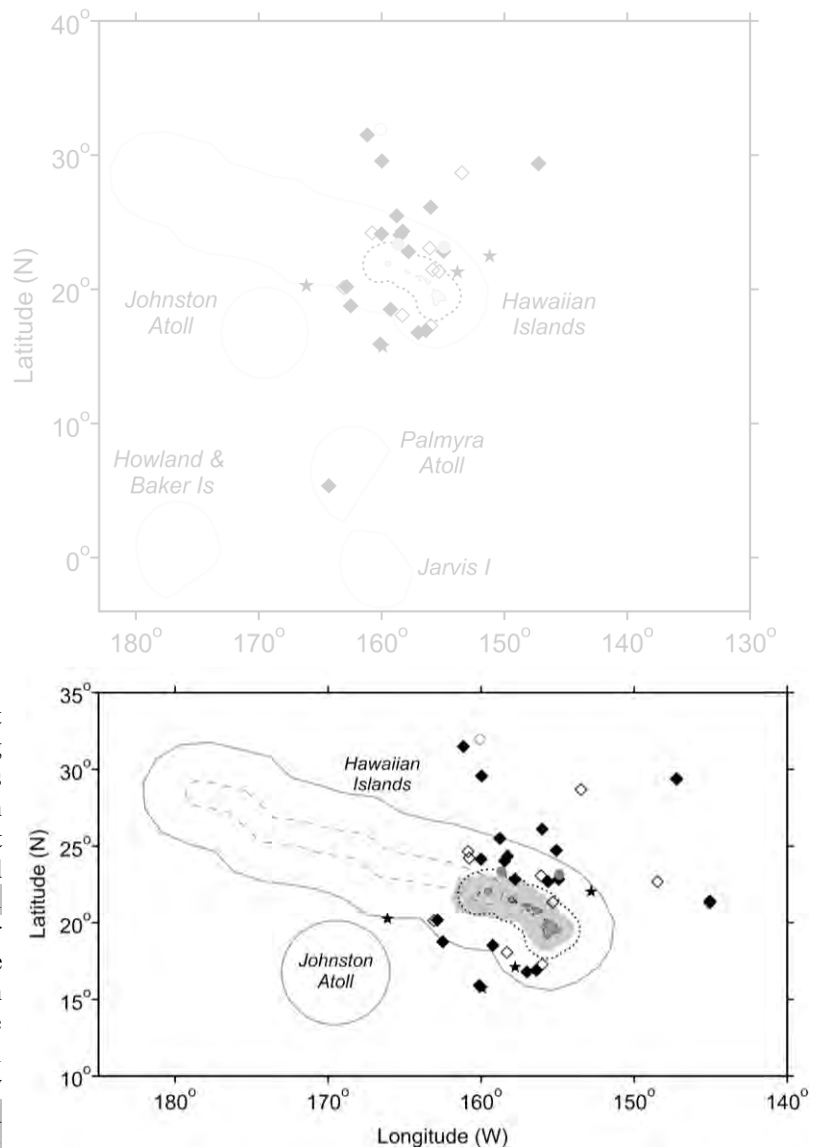 40°
30°
20°
10°
0°
Latitude (N)
Johnston
Atoll
Hawaiian
Islands
Howland &
Baker Is
Palmyra
Atoll
Jarvis I
180° 170° 160° 150° 140° 130°
35°
30°
25°
20°
15°
10°
Latitude (N)
Hawaiian
Islands
Johnston
Atoll
180° 170° 160° 150° 140°
Longitude (W)